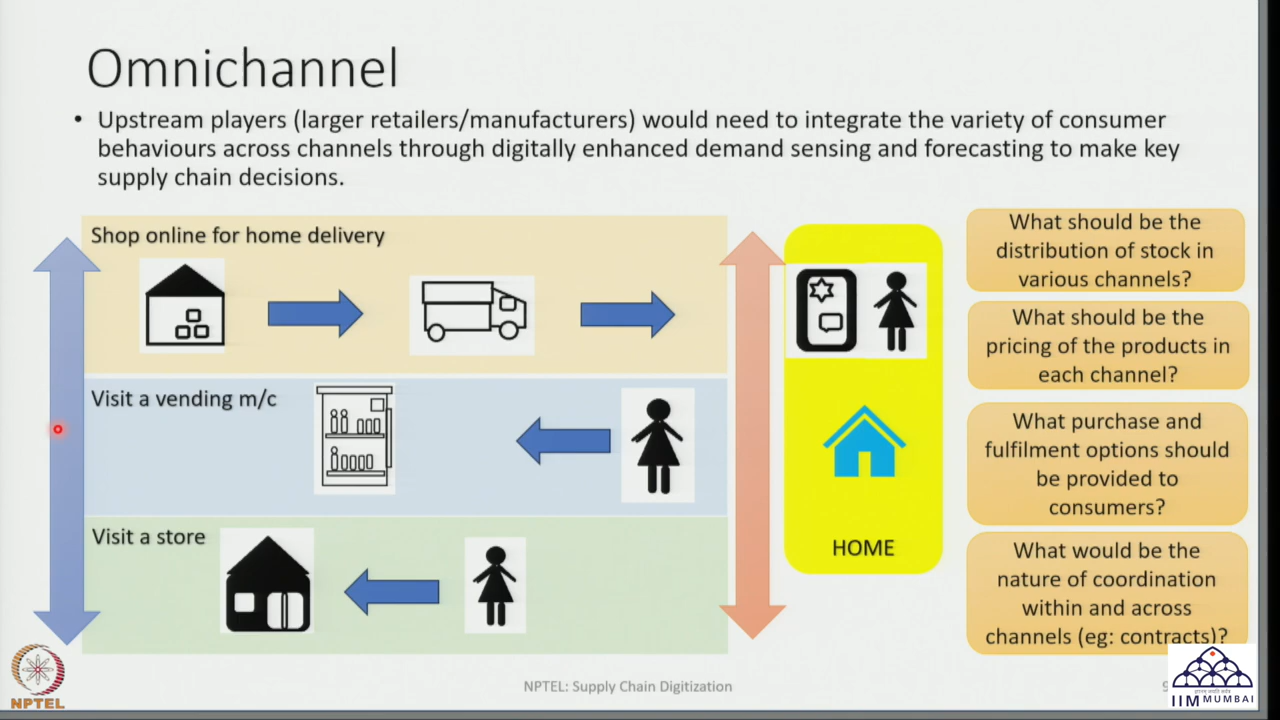 Omnichannel
• Upstream players (larger retailers/manufacturers) would need to integrate the variety of consumer
behaviours across channels through digitally enhanced demand sensing and forecasting to make key
supply chain decisions.
Shop online for home delivery
Visit a vending m/c
Visit a store
HOME
What should be the
distribution of stock in
various channels?
What should be the
pricing of the products in
each channel?
What purchase and
fulfilment options should
be provided to
consumers?
What would be the
nature of coordination
within and across
channels (eg: contracts)?
NPTEL: Supply Chain Digitization
NPTEL
IIM MUMBAI